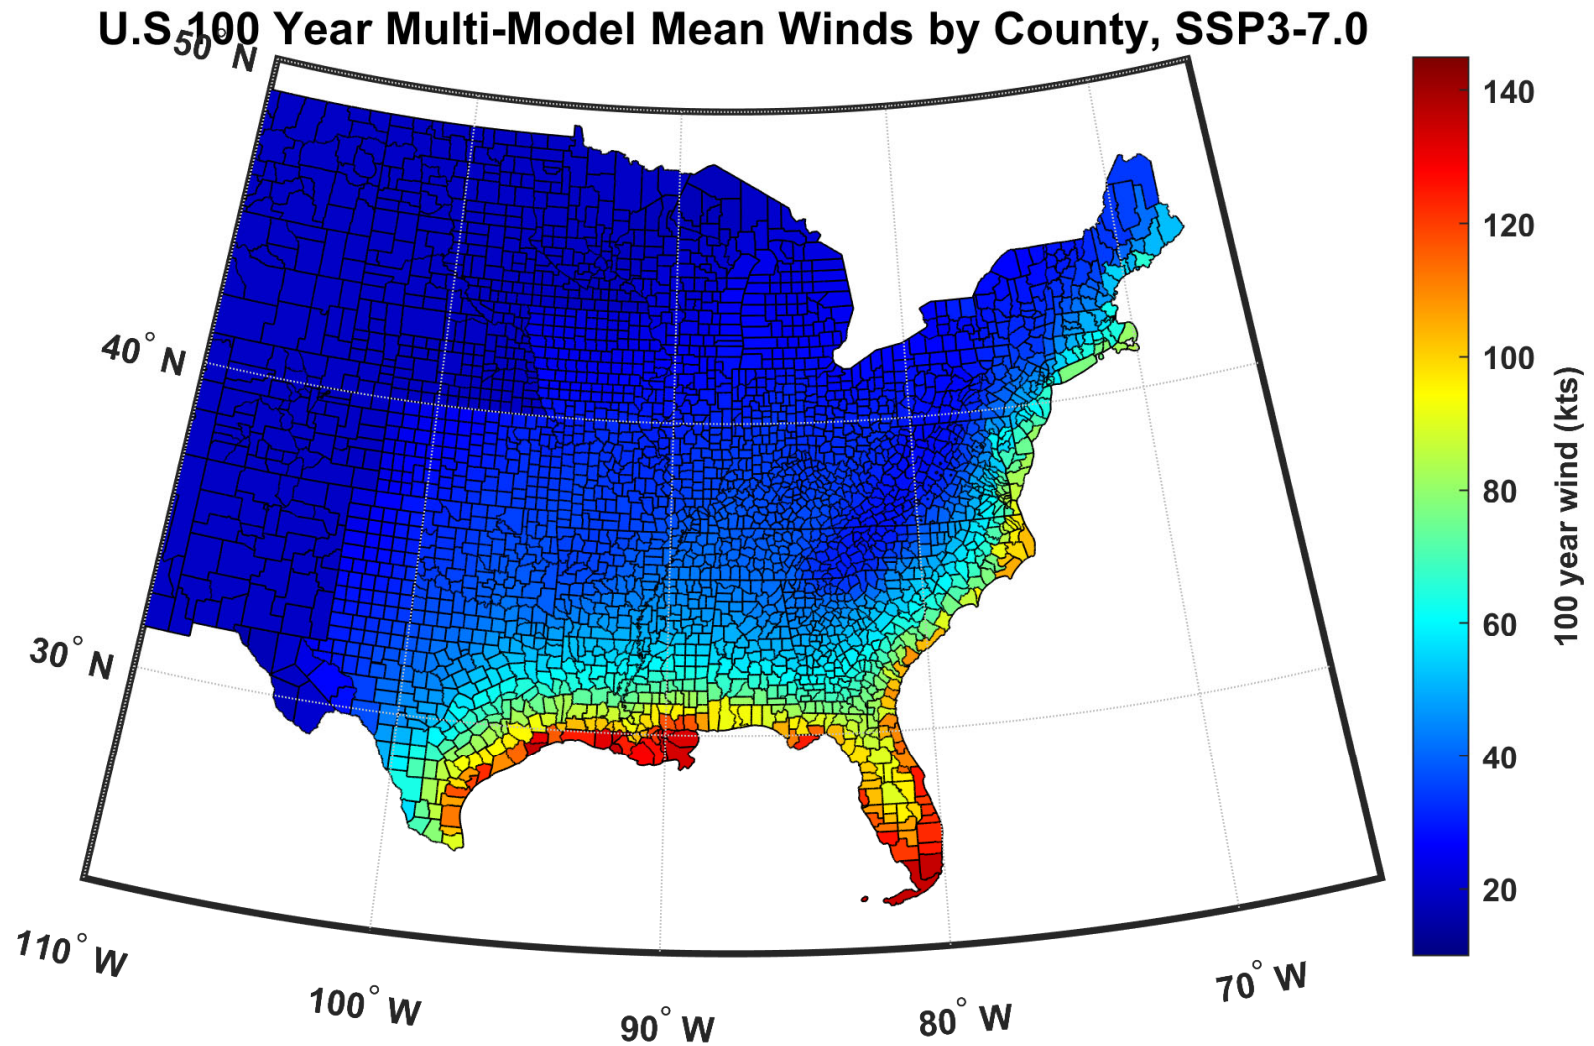 U.S.100 Year Multi-Model Mean Winds by County, SSP3-7.0
50° N
40° N
30° N
110° W
100° W
90° W
80° W
70° W
140
120
100
80
60
40
20
100 year wind (kts)